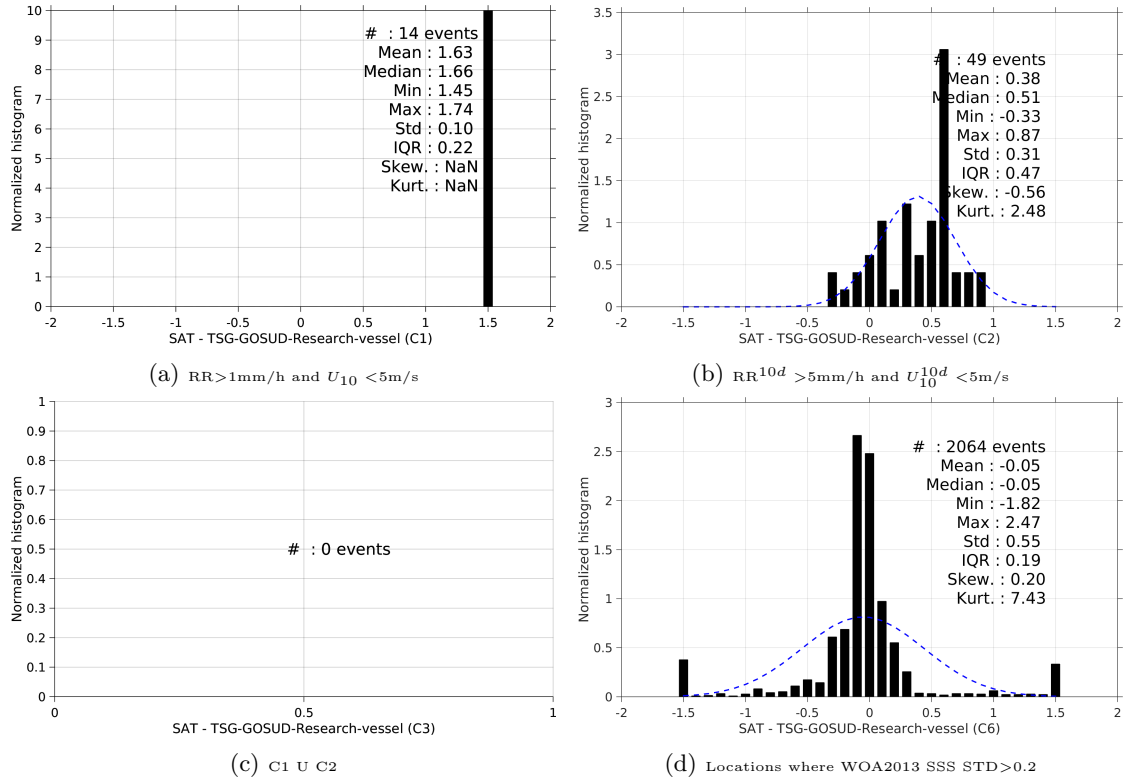 10
9
8
7
6
5
4
3
2
1
0
Normalized histogram
# : 14 events
Mean : 1.63
Median : 1.66
Min : 1.45
Max : 1.74
Std : 0.10
IQR : 0.22
Skew. : NaN
Kurt. : NaN
-2 -1.5 -1 -0.5 0 0.5 1 1.5 2
SAT - TSG-GOSUD-Research-vessel (C1)
(a) RR>1mm/h and U10 <5m/s
3.5
3
2.5
2
1.5
1
0.5
0
Normalized histogram
# : 49 events
Mean : 0.38
Median : 0.51
Min : -0.33
Max : 0.87
Std : 0.31
IQR : 0.47
Skew. : -0.56
Kurt. : 2.48
-2 -1.5 -1 -0.5 0 0.5 1 1.5 2
SAT - TSG-GOSUD-Research-vessel (C2)
(b) RR^10d >5mm/h and U_10^10d <5m/s
1
0.9
0.8
0.7
0.6
0.5
0.4
0.3
0.2
0.1
0
Normalized histogram
# : 0 events
0 0.5 1
SAT - TSG-GOSUD-Research-vessel (C3)
(c) C1 U C2
3
2.5
2
1.5
1
0.5
0
Normalized histogram
# : 2064 events
Mean : -0.05
Median : -0.05
Min : -1.82
Max : 2.47
Std : 0.55
IQR : 0.19
Skew. : 0.20
Kurt. : 7.43
-2 -1.5 -1 -0.5 0 0.5 1 1.5 2
SAT - TSG-GOSUD-Research-vessel (C6)
(d) Locations where WOA2013 SSS STD>0.2